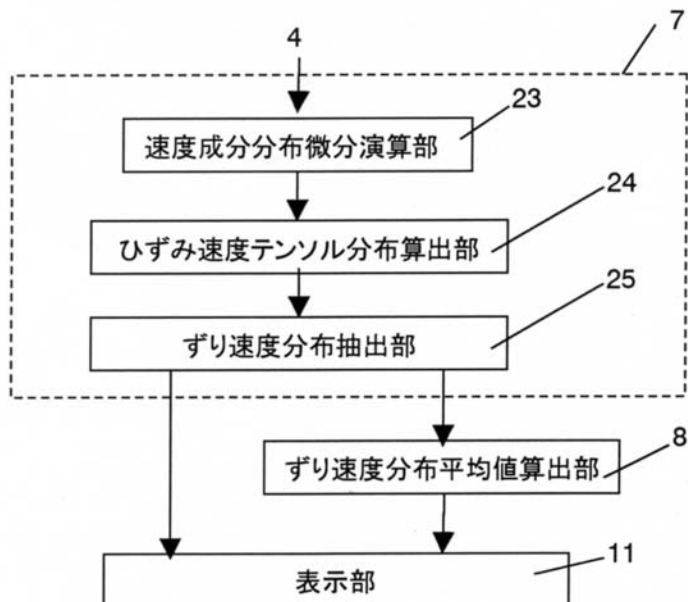 4
7
23
速度成分分布微分演算部
24
ひずみ速度テンソル分布算出部
25
ずり速度分布抽出部
8
ずり速度分布平均値算出部
11
表示部